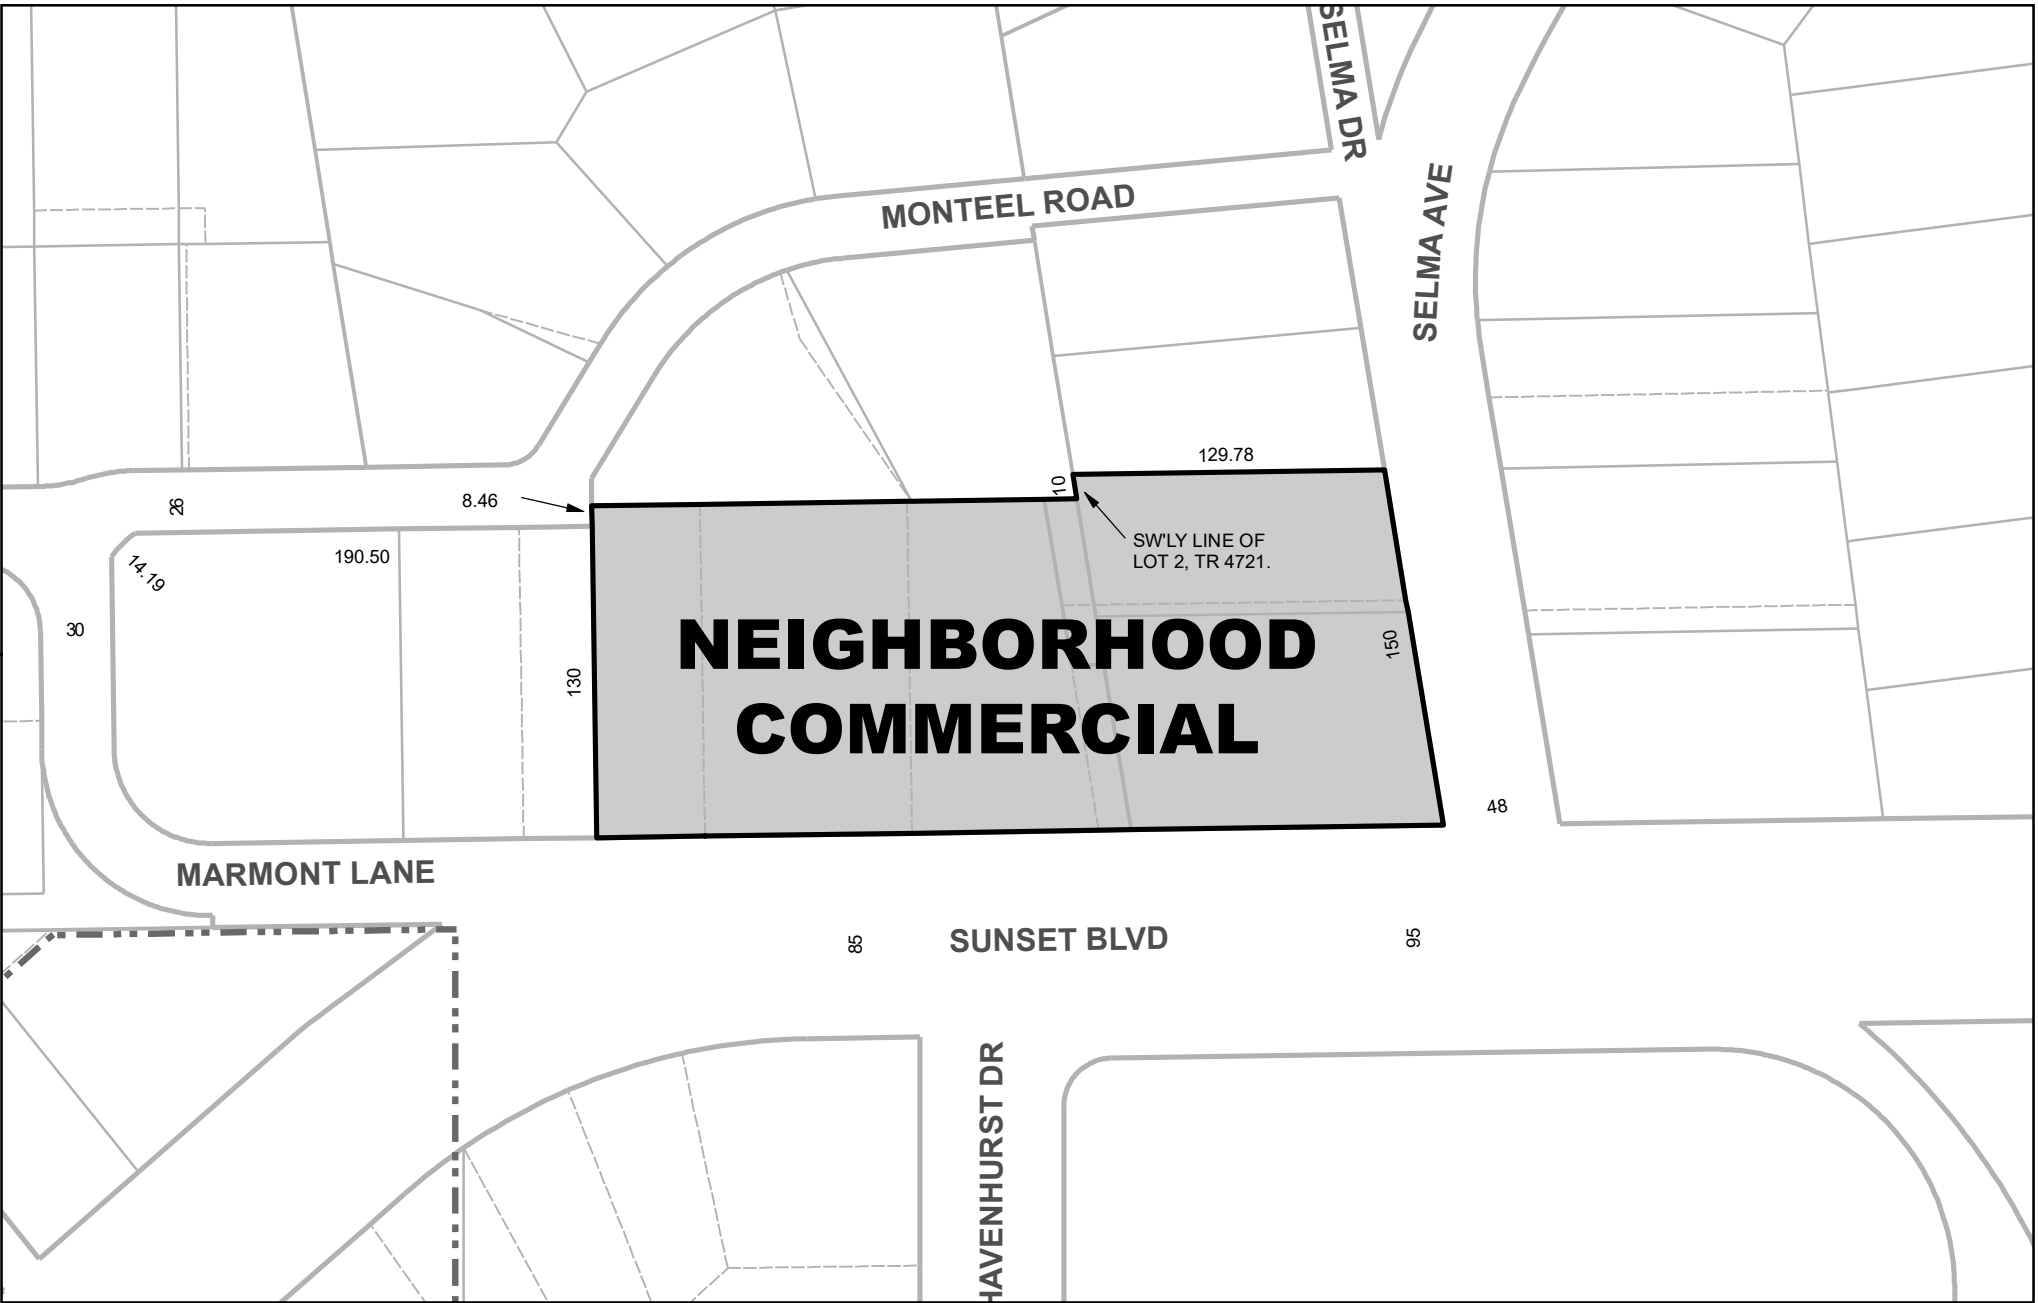 SELMA DR
MONTEEL ROAD
SELMA AVE
129.78
10
8.46
26
SW'LY LINE OF
LOT 2, TR 4721.
190.50
14.19
30
NEIGHBORHOOD
COMMERCIAL
130
150
48
MARMONT LANE
SUNSET BLVD
85
95
HAVENHURST DR